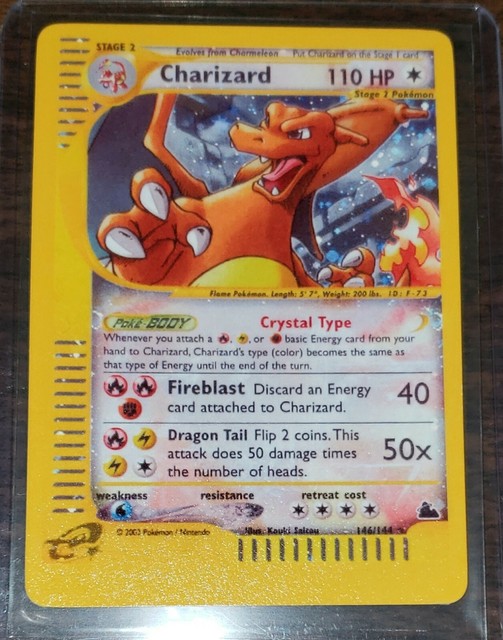 STAGE 2
Evolves from Charmeleon Put Charizard on the Stage 1 card
Charizard 110 HP
Stage 2 Pokémon
Flame Pokémon. Length: 5' 7", Weight: 200 lbs. ID: F-73
Poké-BODY Crystal Type
Whenever you attach a , , or basic Energy card from your
hand to Charizard, Charizard's type (color) becomes the same as
that type of Energy until the end of the turn.
Fireblast Discard an Energy
card attached to Charizard.
40
Dragon Tail Flip 2 coins. This
attack does 50 damage times
the number of heads.
50x
weakness resistance retreat cost
© 2003 Pokémon / Nintendo Illus. Kouki Saitou 146/144